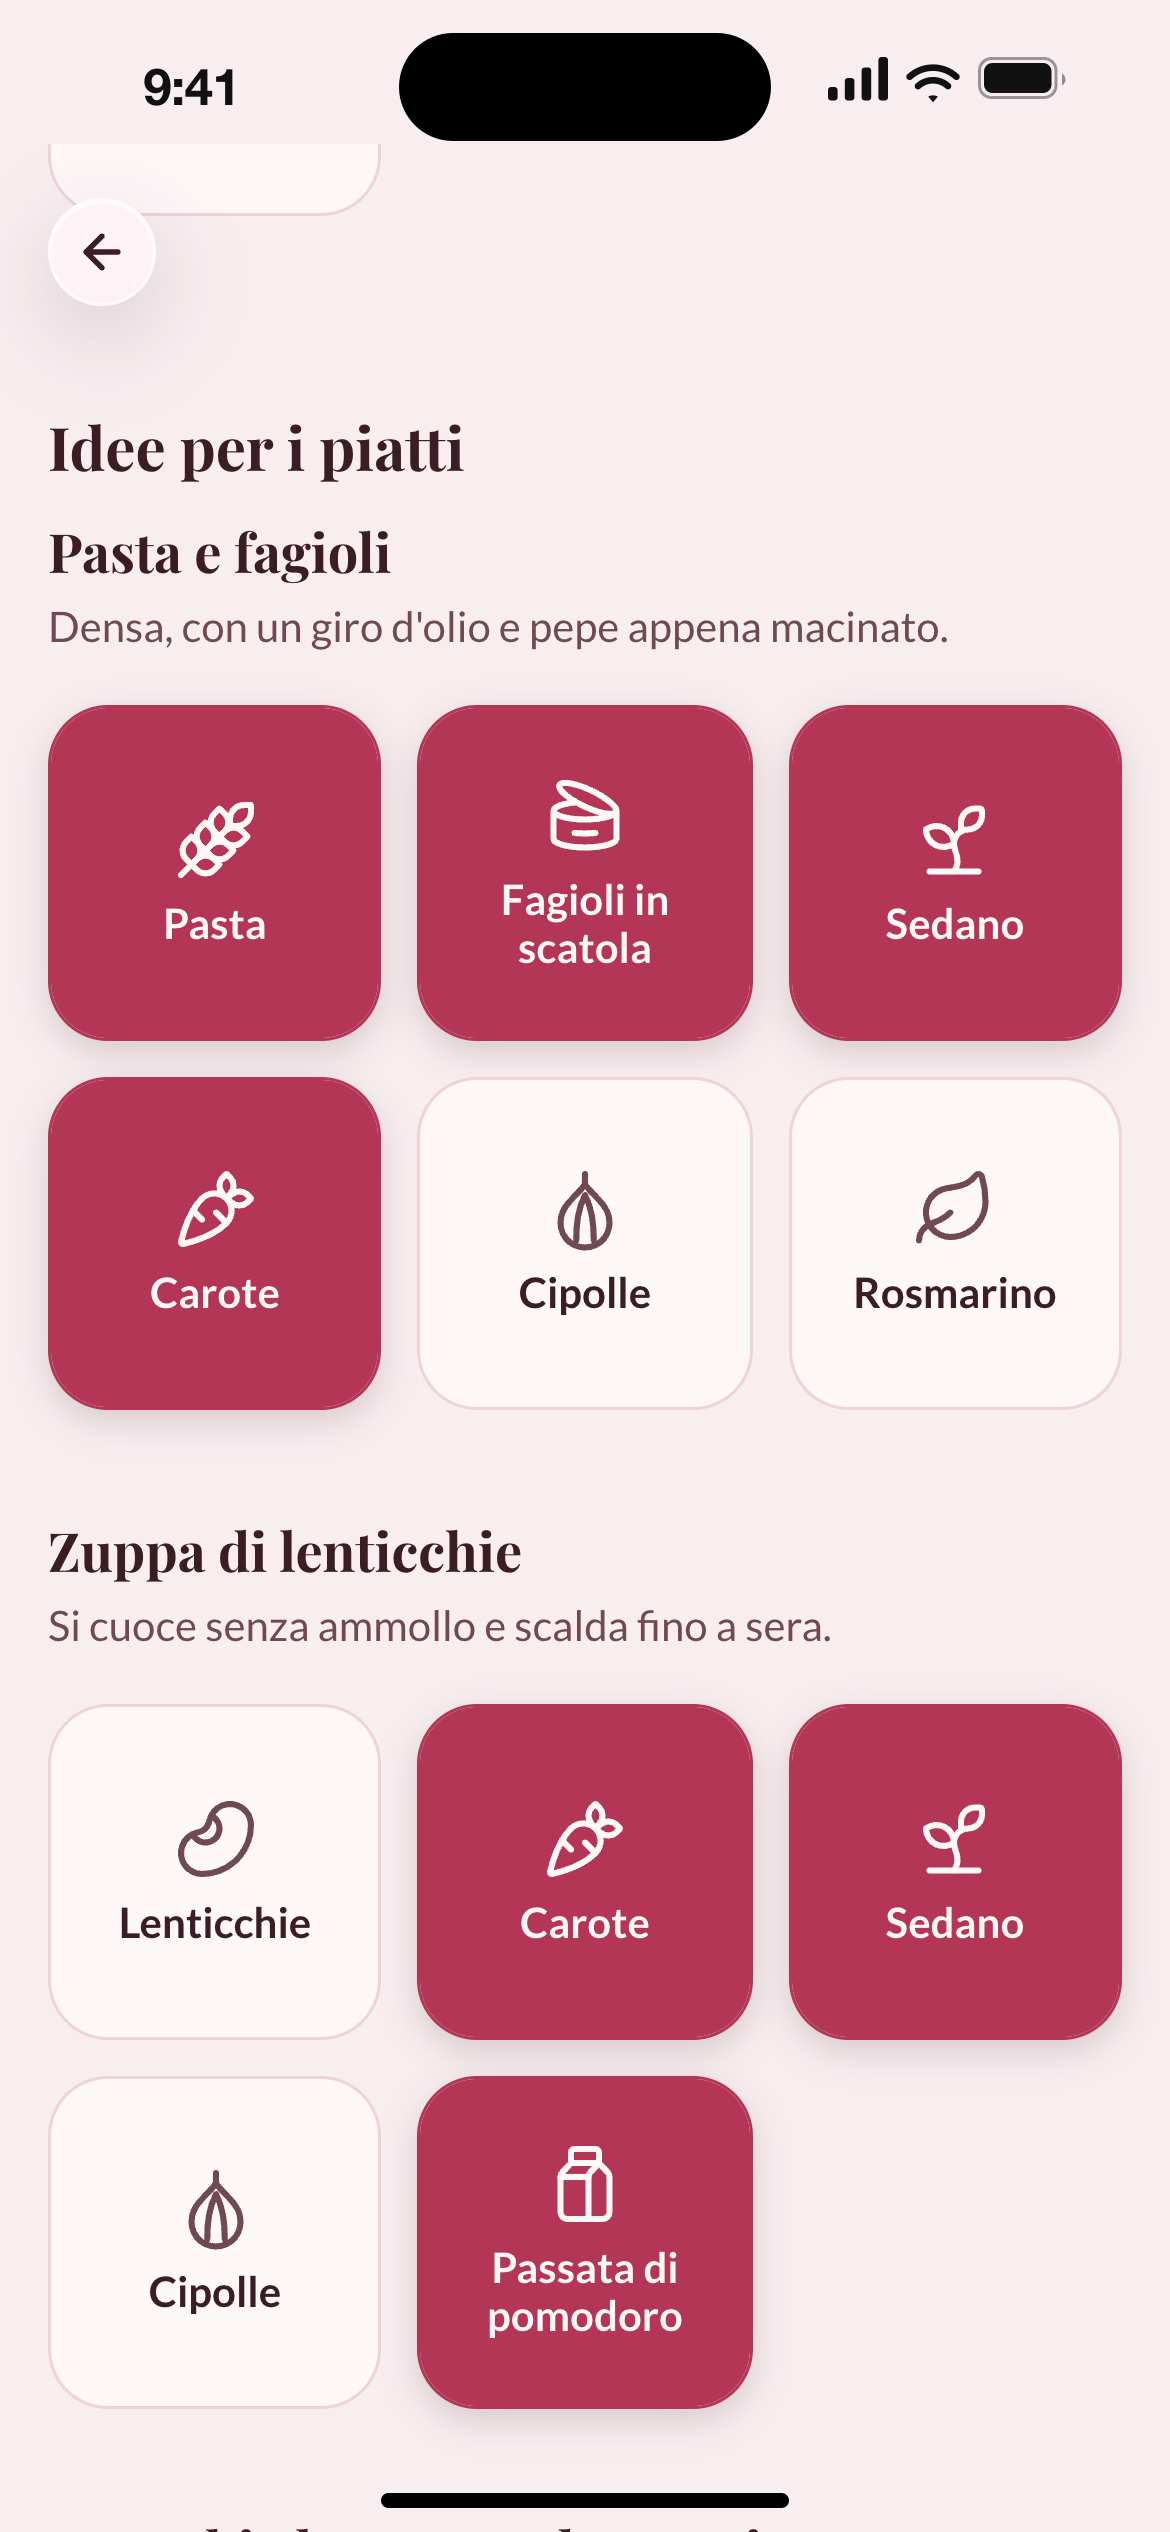 9:41
Idee per i piatti
Pasta e fagioli
Densa, con un giro d'olio e pepe appena macinato.
Pasta
Fagioli in
scatola
Sedano
Carote
Cipolle
Rosmarino
Zuppa di lenticchie
Si cuoce senza ammollo e scalda fino a sera.
Lenticchie
Carote
Sedano
Cipolle
Passata di
pomodoro